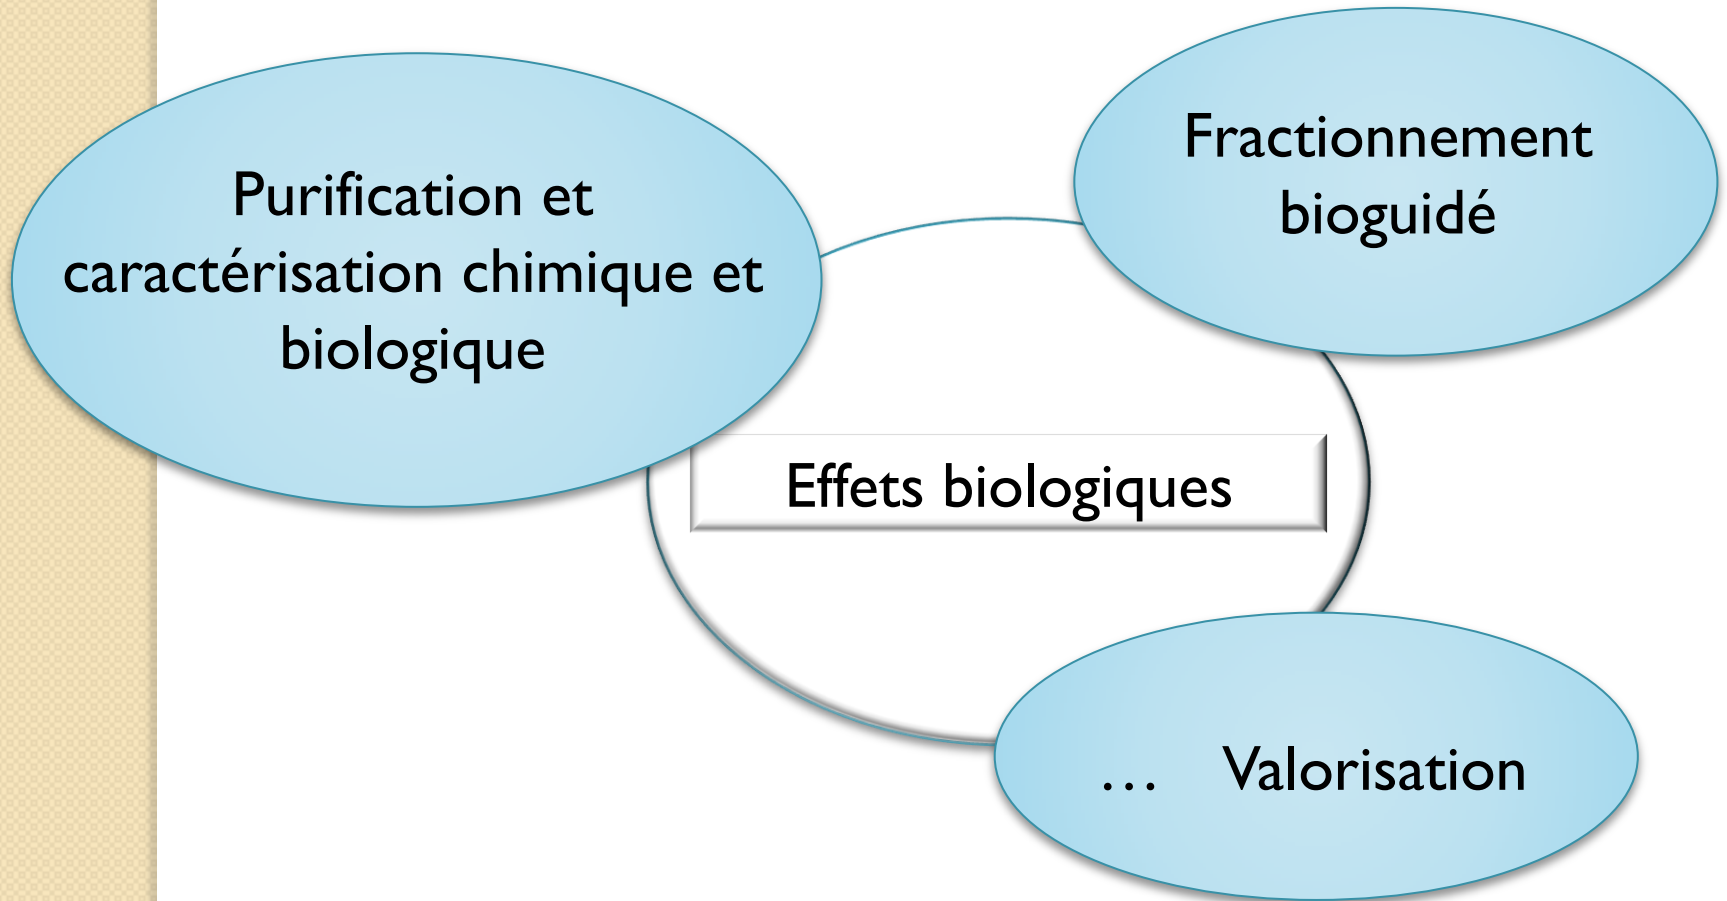 Purification et
caractérisation chimique et
biologique
Fractionnement
bioguidé
Effets biologiques
… Valorisation